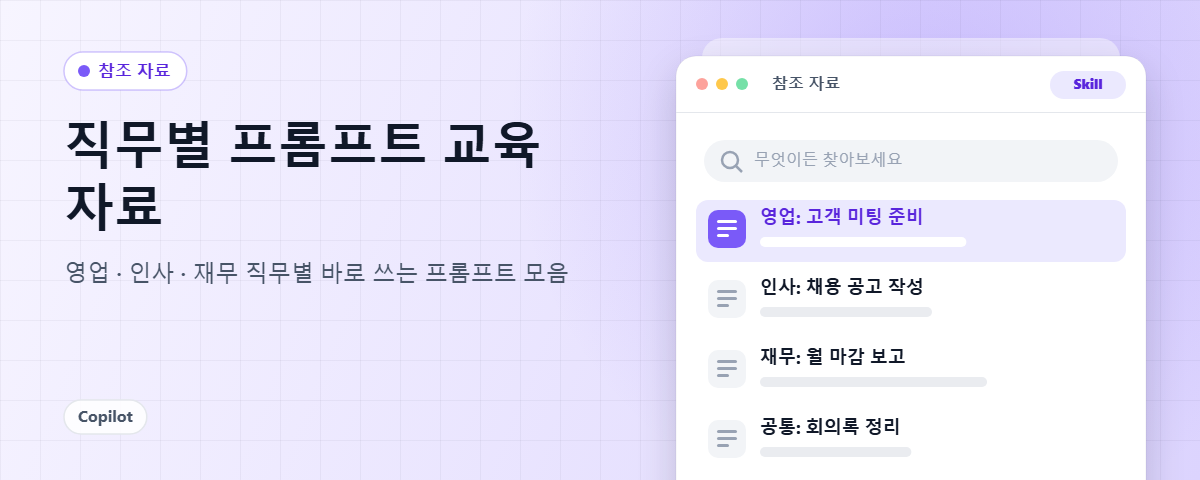 참조 자료
직무별 프롬프트 교육
자료
영업 · 인사 · 재무 직무별 바로 쓰는 프롬프트 모음
Copilot
참조 자료
Skill
무엇이든 찾아보세요
영업: 고객 미팅 준비
인사: 채용 공고 작성
재무: 월 마감 보고
공통: 회의록 정리